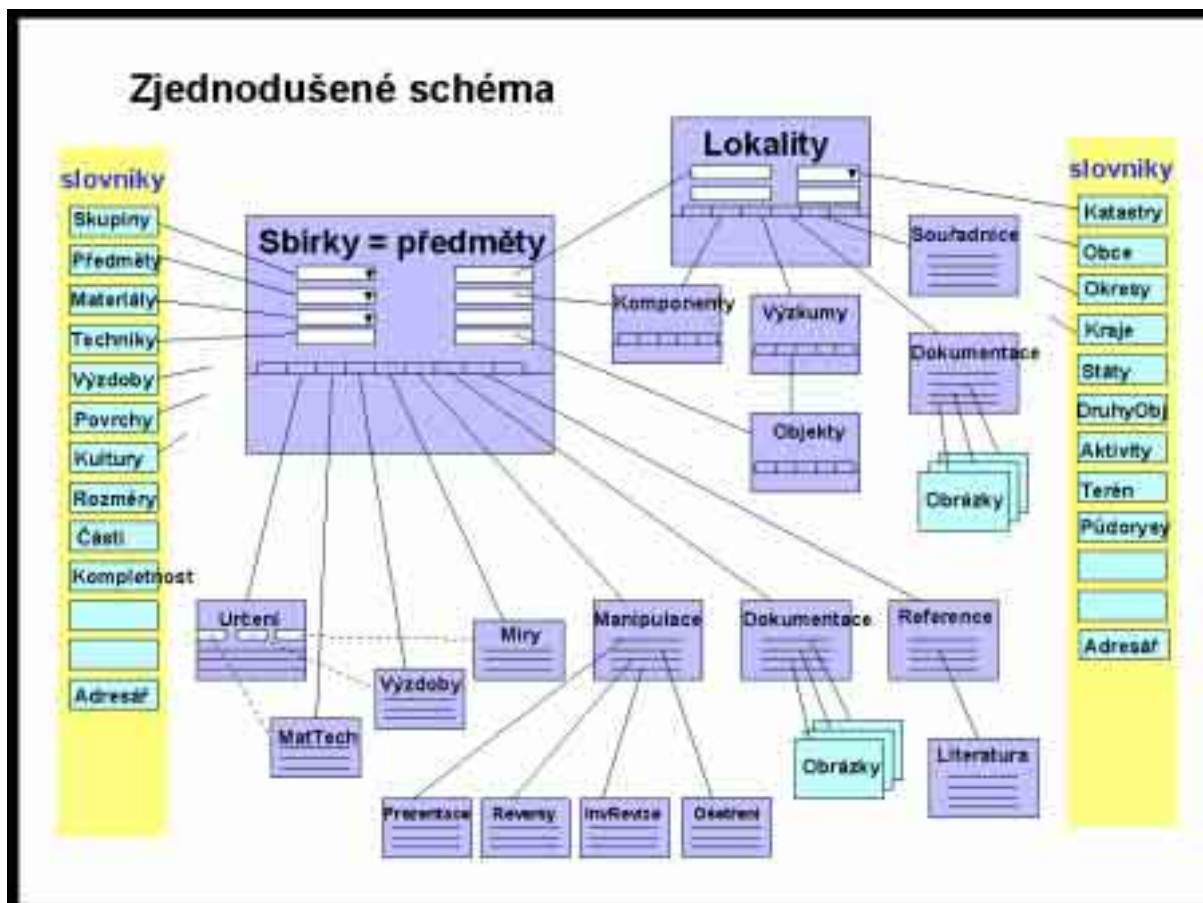 Zjednodušené schéma
slovníky
Skupiny
Předměty
Materiály
Techniky
Výzdoby
Povrchy
Kultury
Rozměry
Části
Kompletnost
Adresář
Sbírky = předměty
Lokality
Komponenty
Výzkumy
Objekty
Souřadnice
Dokumentace
Obrázky
Určení
MatTech
Výzdoby
Míry
Manipulace
Dokumentace
Reference
Obrázky
Literatura
Prezentace
Reversy
InvRevize
Ošetření
slovníky
Katastry
Obce
Okresy
Kraje
Státy
DruhyObj
Aktivity
Terén
Půdorysy
Adresář